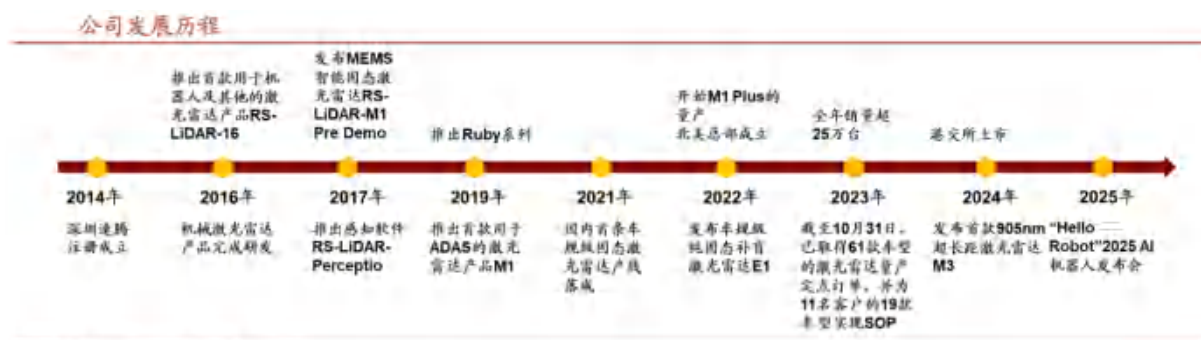 公司发展历程
推出首款用于机
器人及其他的激
光雷达产品RS-
LiDAR-16
发布MEMS
智能固态激
光雷达RS-
LiDAR-M1
Pre Demo
推出Ruby系列
开始M1 Plus的
量产
北美总部成立
全年销量超
25万台
港交所上市
2014年
2016年
2017年
2019年
2021年
2022年
2023年
2024年
2025年
深圳速腾
注册成立
机械激光雷达
产品完成研发
推出感知软件
RS-LiDAR-
Perceptio
推出首款用于
ADAS的激光
雷达产品M1
国内首条车
规级固态激
光雷达产线
落成
发布车规级
纯固态补盲
激光雷达E1
截至10月31日，
已取得61款车型
的激光雷达量产
定点订单，并为
11名客户的19款
车型实现SOP
发布首款905nm
超长距激光雷达
M3
“Hello
Robot”2025 AI
机器人发布会